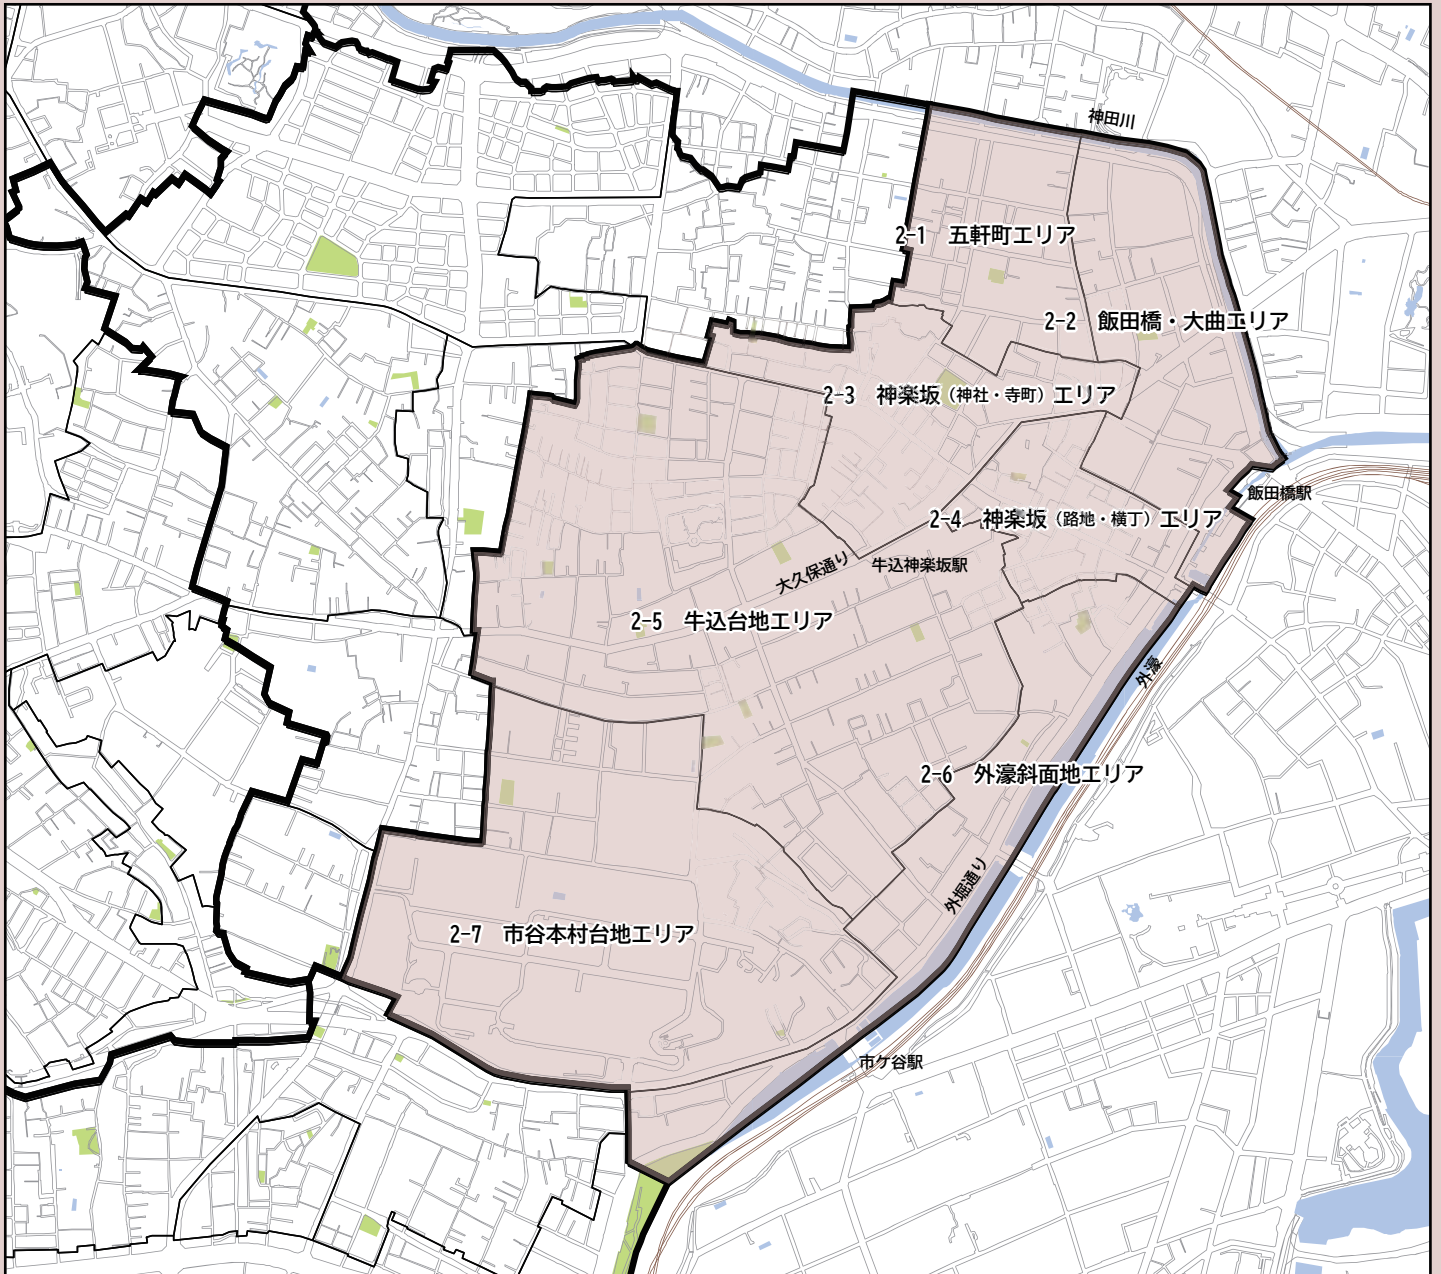 神田川
2-1　五軒町エリア
2-2　飯田橋・大曲エリア
2-3　神楽坂（神社・寺町）エリア
飯田橋駅
2-4　神楽坂（路地・横丁）エリア
大久保通り
牛込神楽坂駅
2-5　牛込台地エリア
外濠
2-6　外濠斜面地エリア
外堀通り
2-7　市谷本村台地エリア
市ケ谷駅